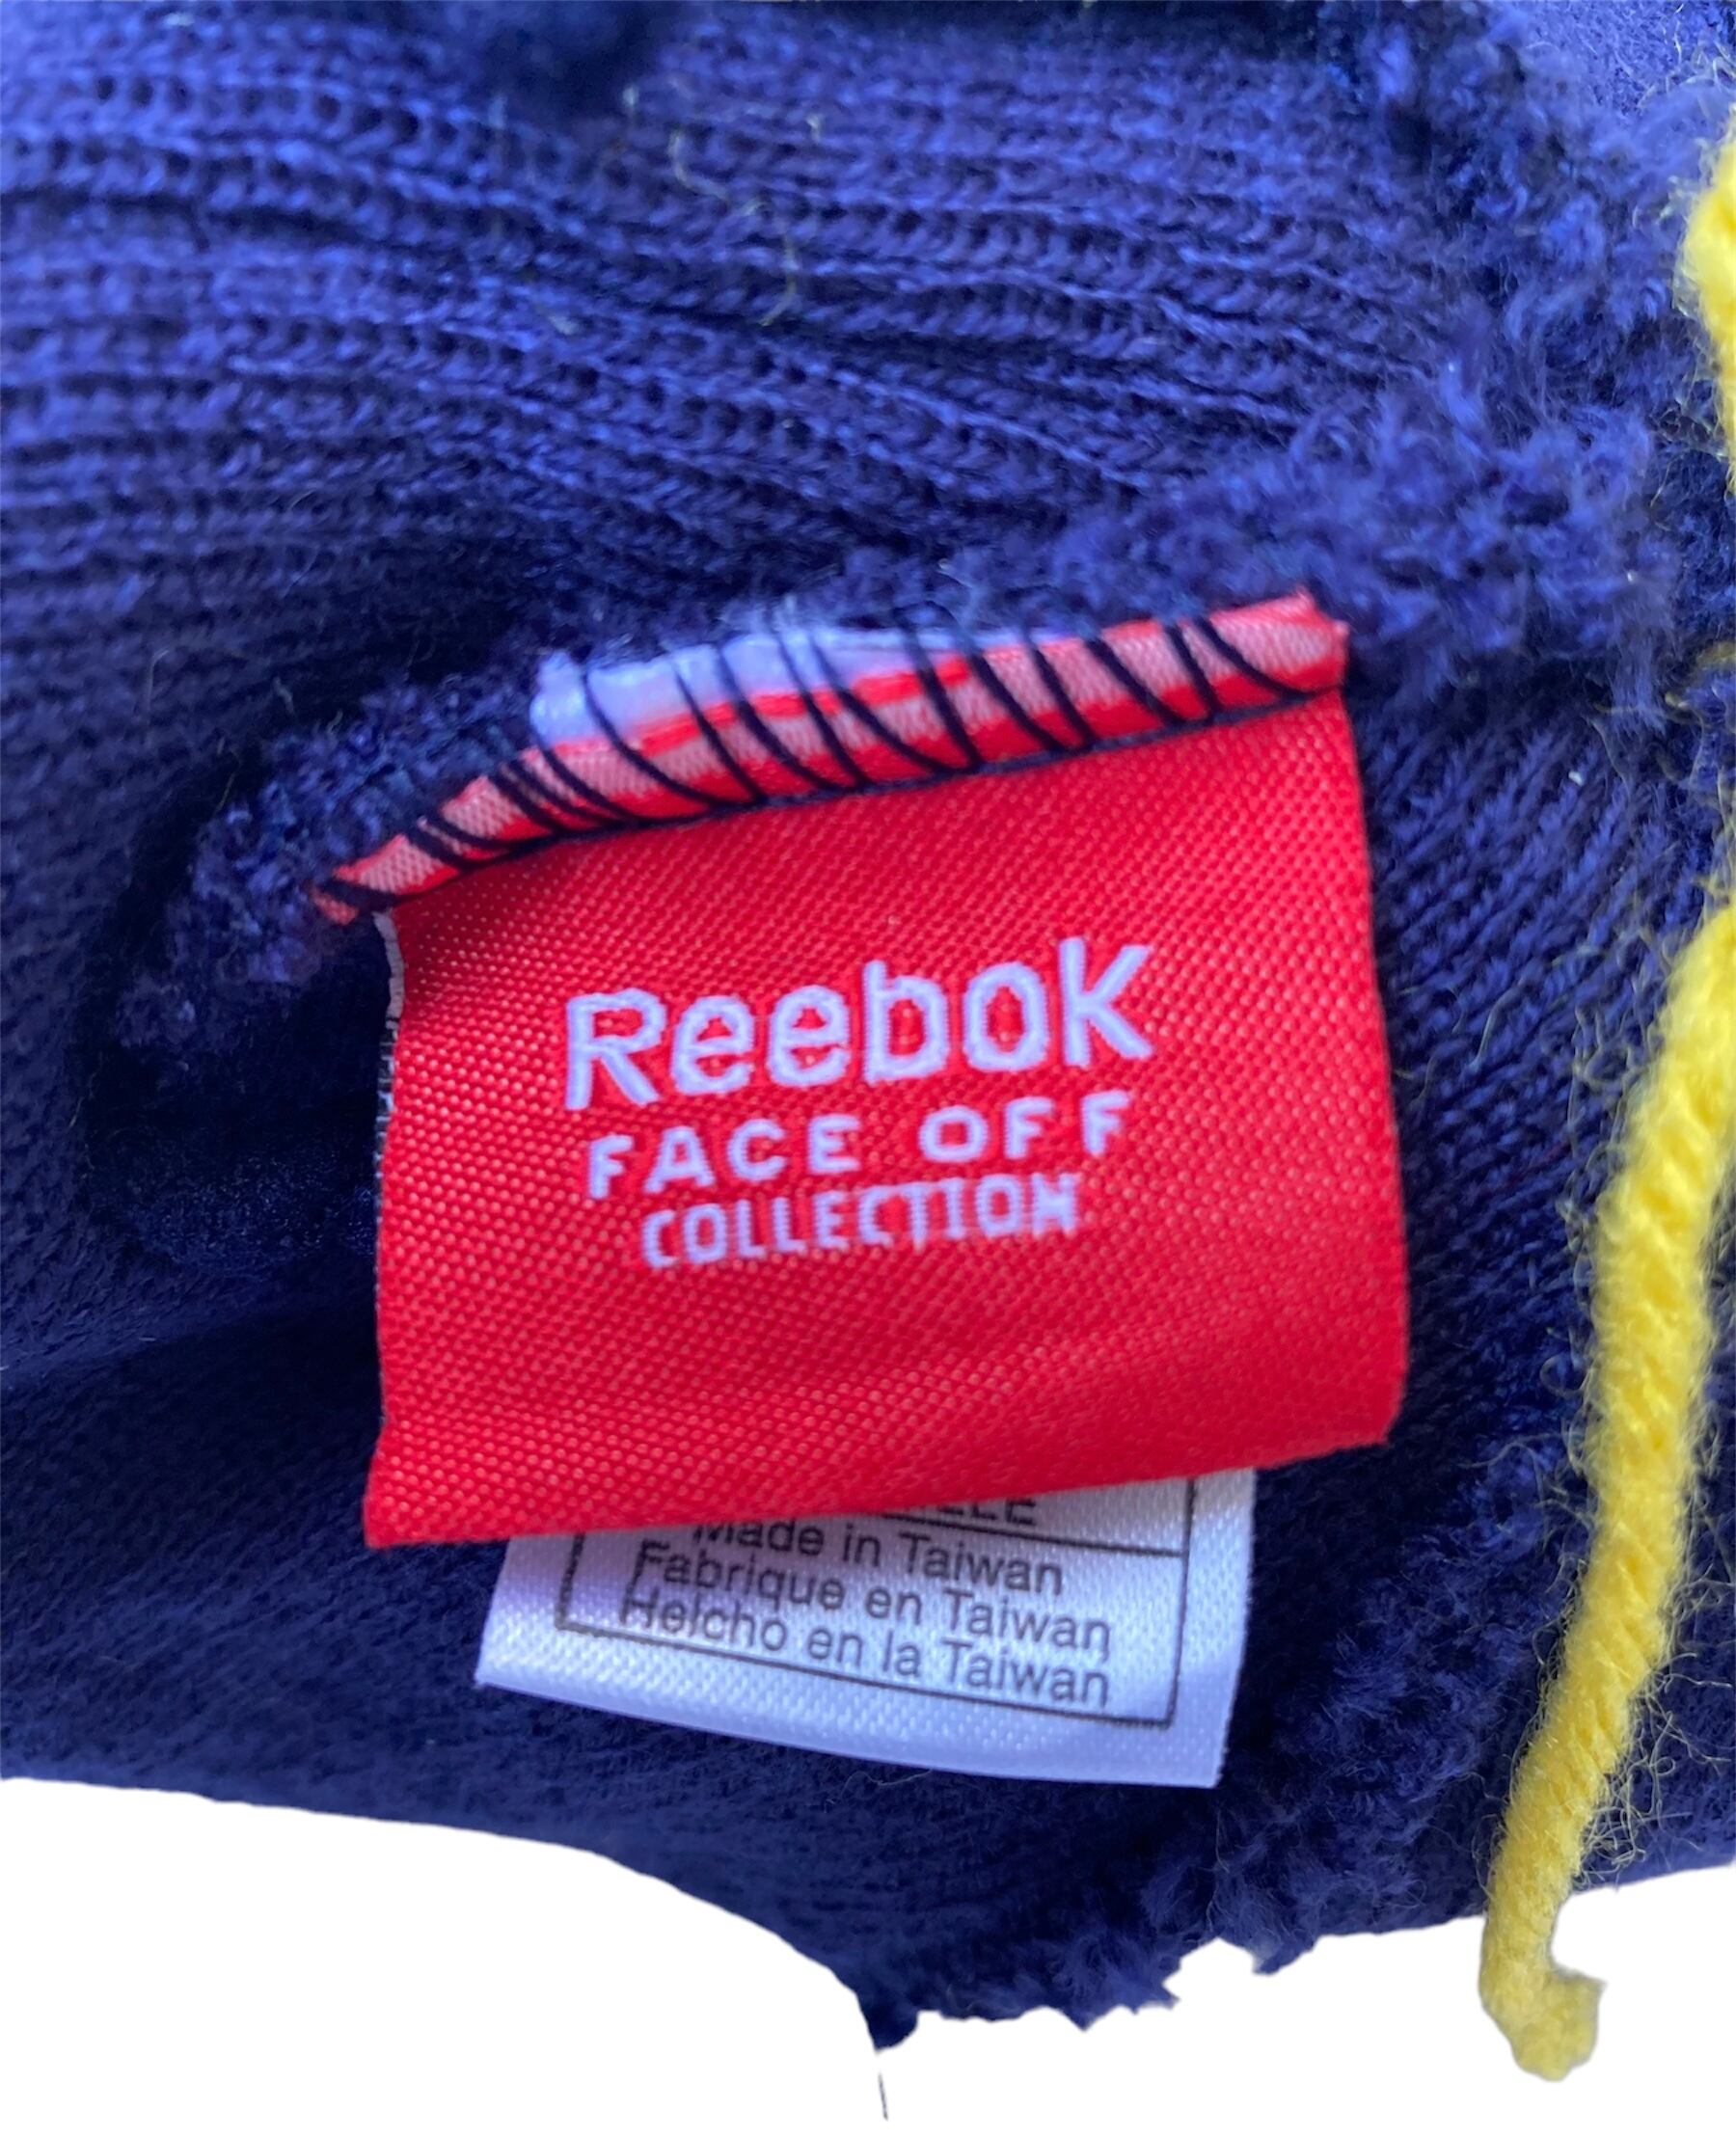 Reebok
FACE OFF
COLLECTION
Made in Taiwan
Fabrique en Taiwan
Helcho en la Taiwan